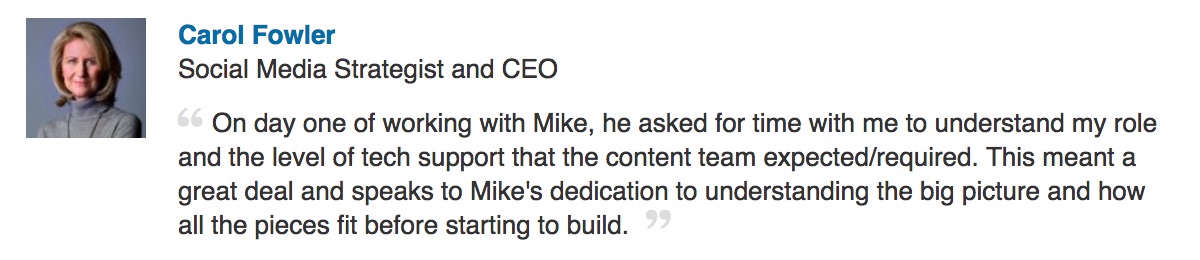 Carol Fowler
Social Media Strategist and CEO
“ On day one of working with Mike, he asked for time with me to understand my role
and the level of tech support that the content team expected/required. This meant a
great deal and speaks to Mike's dedication to understanding the big picture and how
all the pieces fit before starting to build. ”